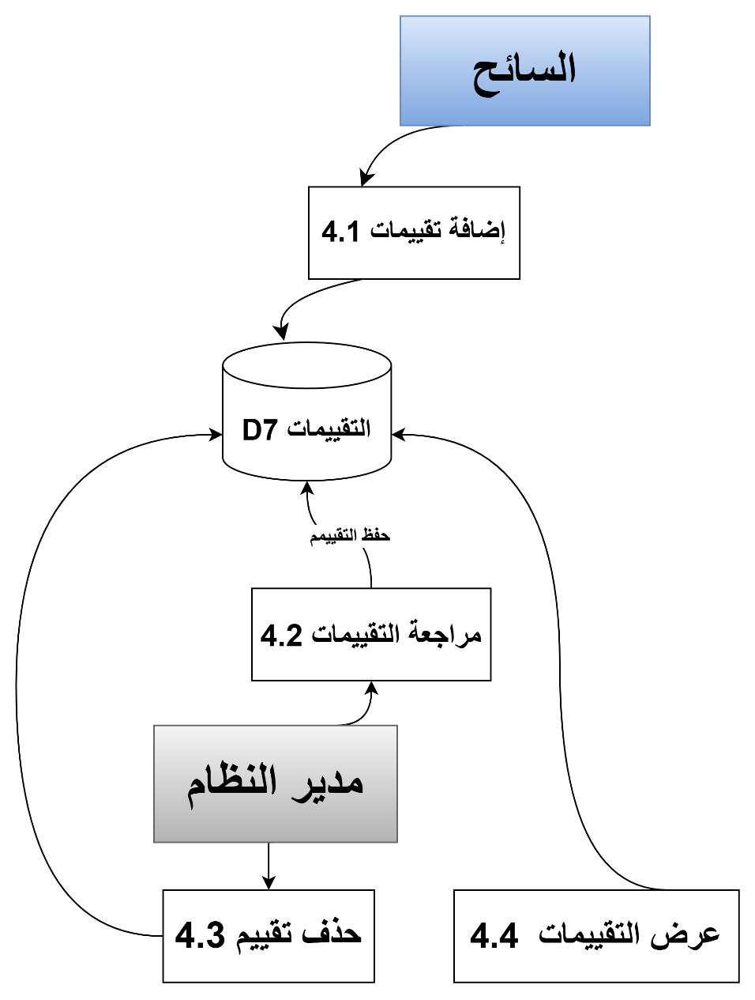 السائح
إضافة تقييمات 4.1
التقييمات D7
حفظ التقييمم
مراجعة التقييمات 4.2
مدير النظام
حذف تقييم 4.3
عرض التقييمات 4.4